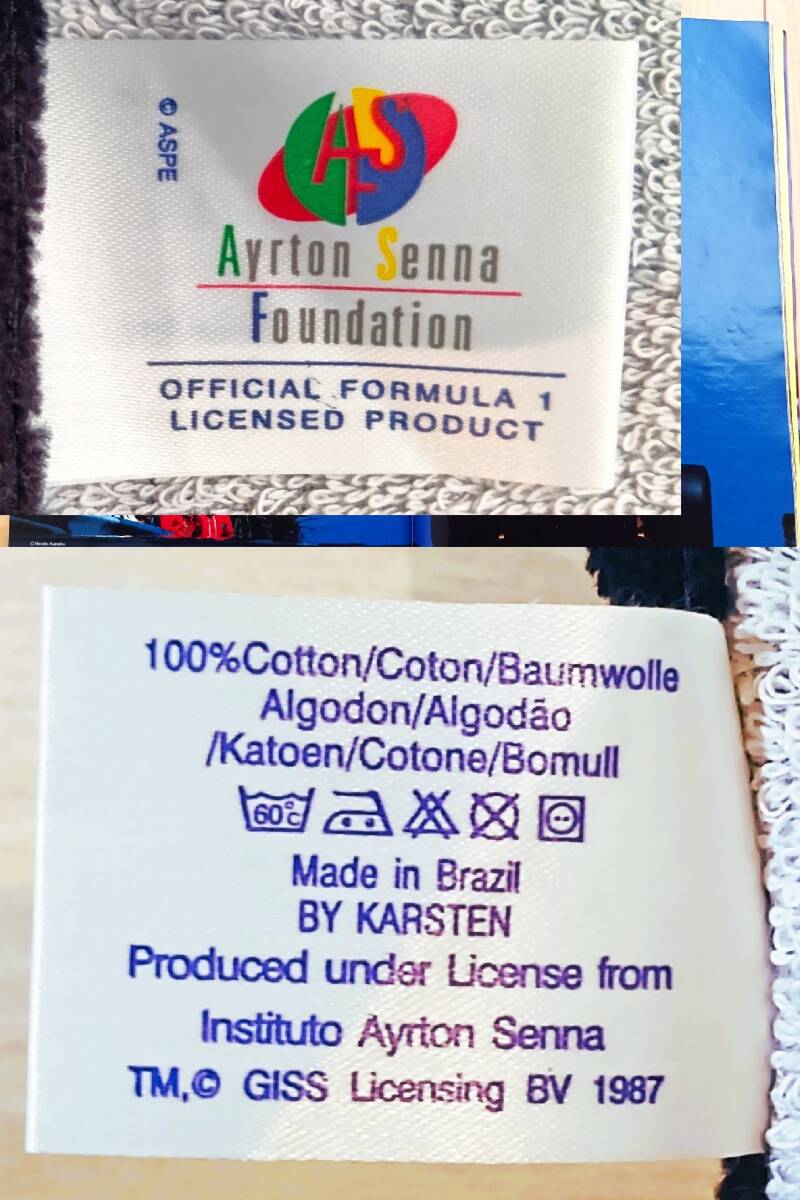 © ASPE
ASF
Ayrton Senna
Foundation
OFFICIAL FORMULA 1
LICENSED PRODUCT
100%Cotton/Coton/Baumwolle
Algodon/Algodão
/Katoen/Cotone/Bomull
60°C
Made in Brazil
BY KARSTEN
Produced under License from
Instituto Ayrton Senna
TM,© GISS Licensing BV 1987